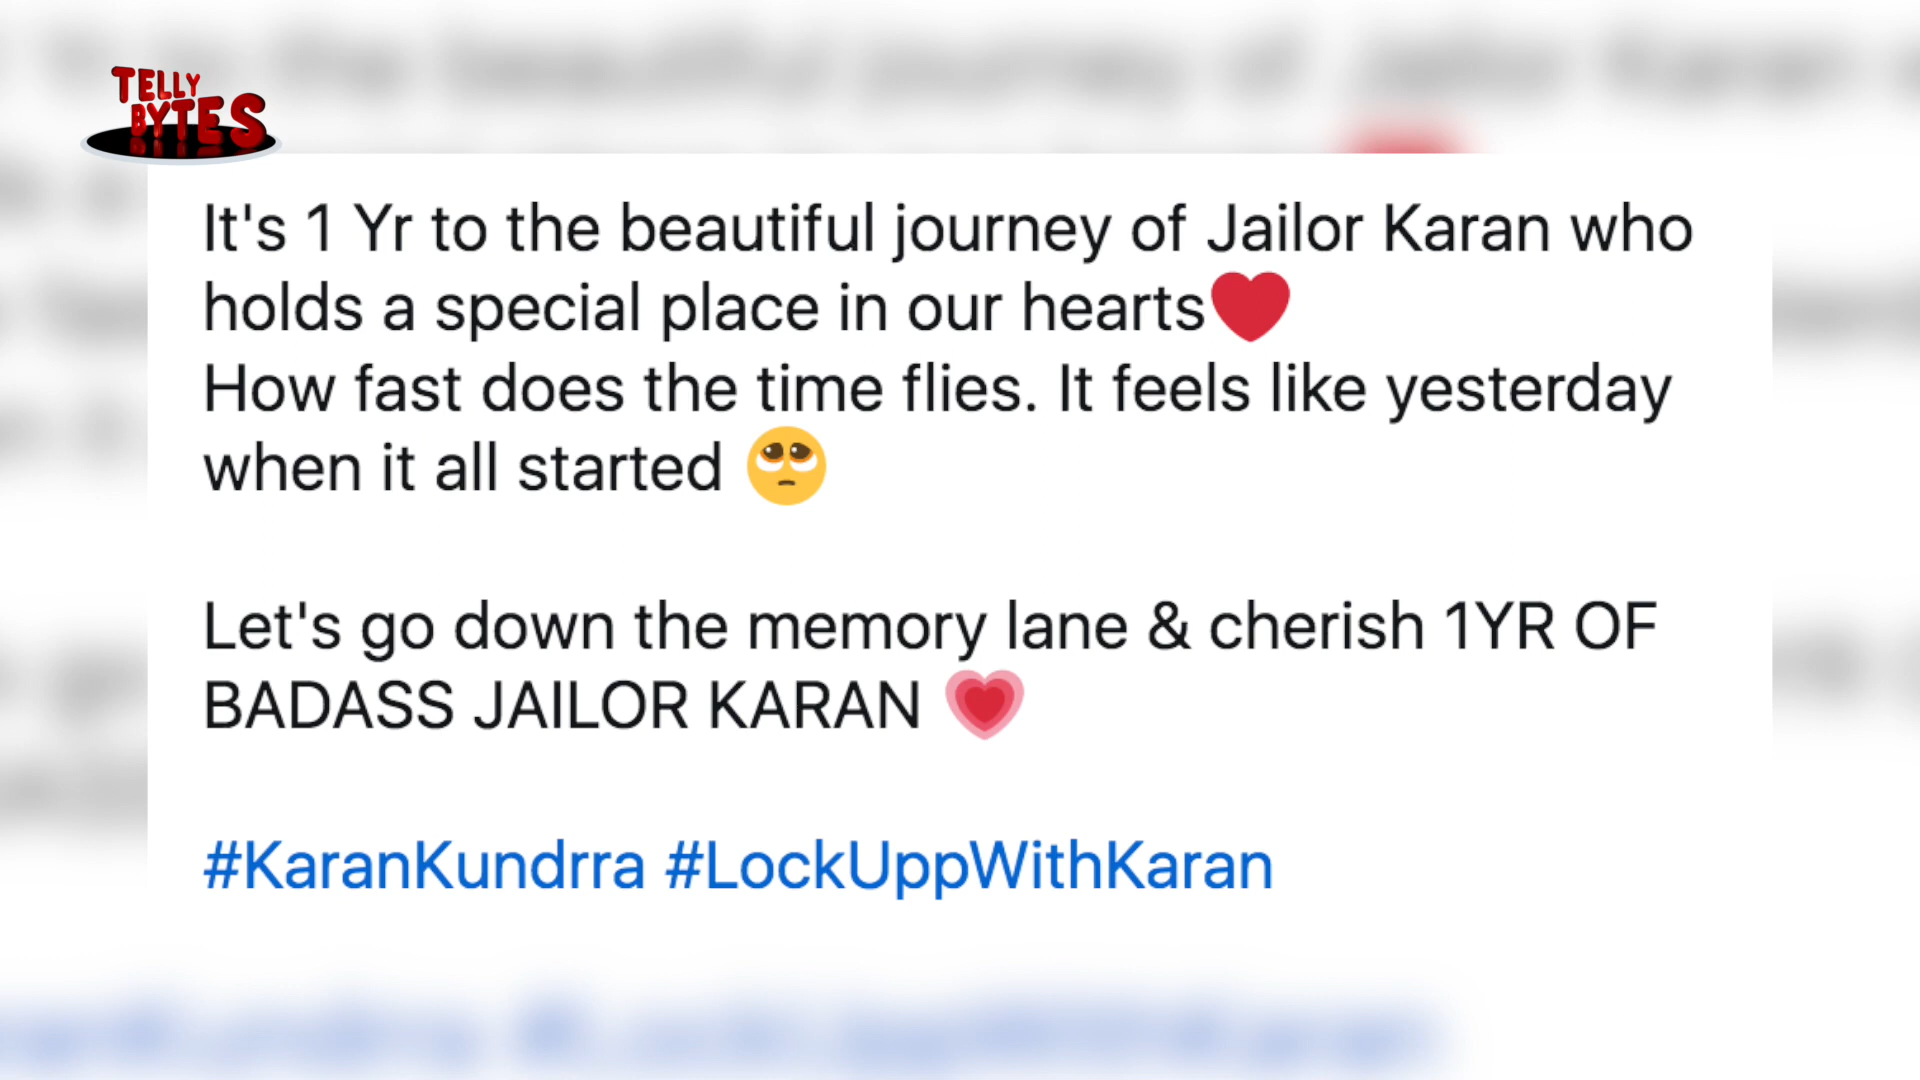 TELLY
BYTES
It's 1 Yr to the beautiful journey of Jailor Karan who
holds a special place in our hearts❤️
How fast does the time flies. It feels like yesterday
when it all started 🥺
Let's go down the memory lane & cherish 1YR OF
BADASS JAILOR KARAN 💗
#KaranKundrra #LockUppWithKaran